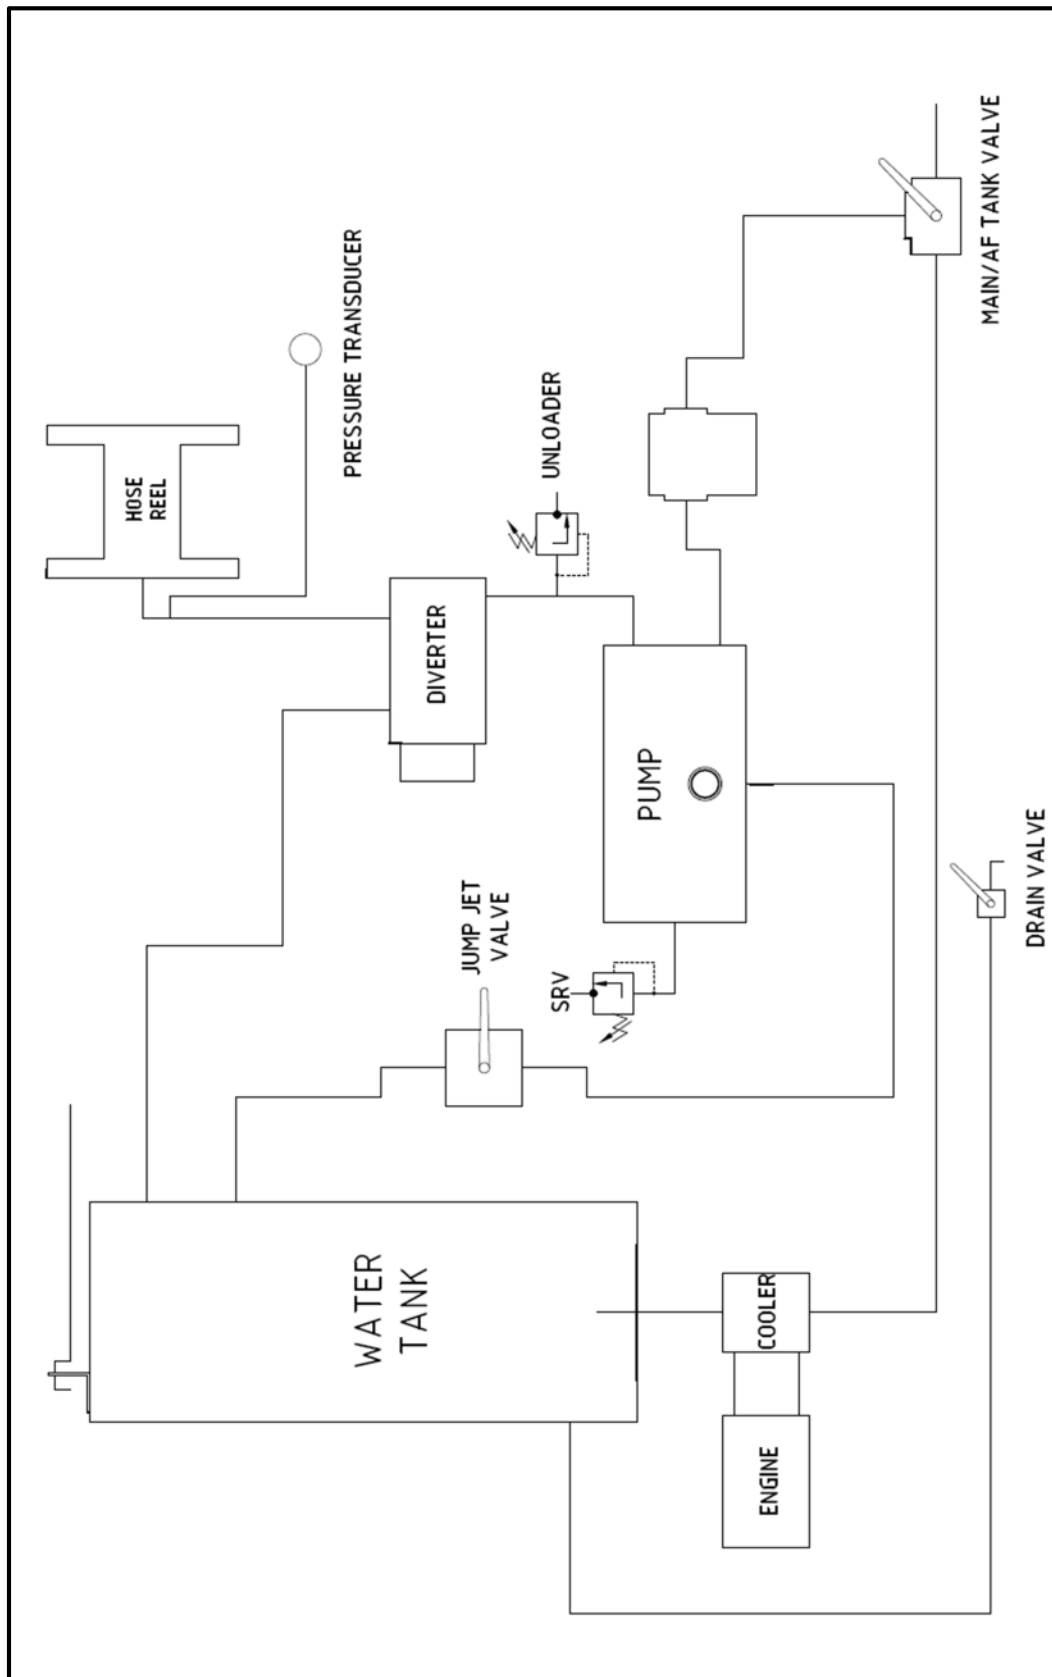 HOSE
REEL
PRESSURE TRANSDUCER
MAIN/AF TANK VALVE
UNLOADER
DIVERTER
PUMP
JUMP JET
VALVE
SRV
DRAIN VALVE
WATER
TANK
COOLER
ENGINE